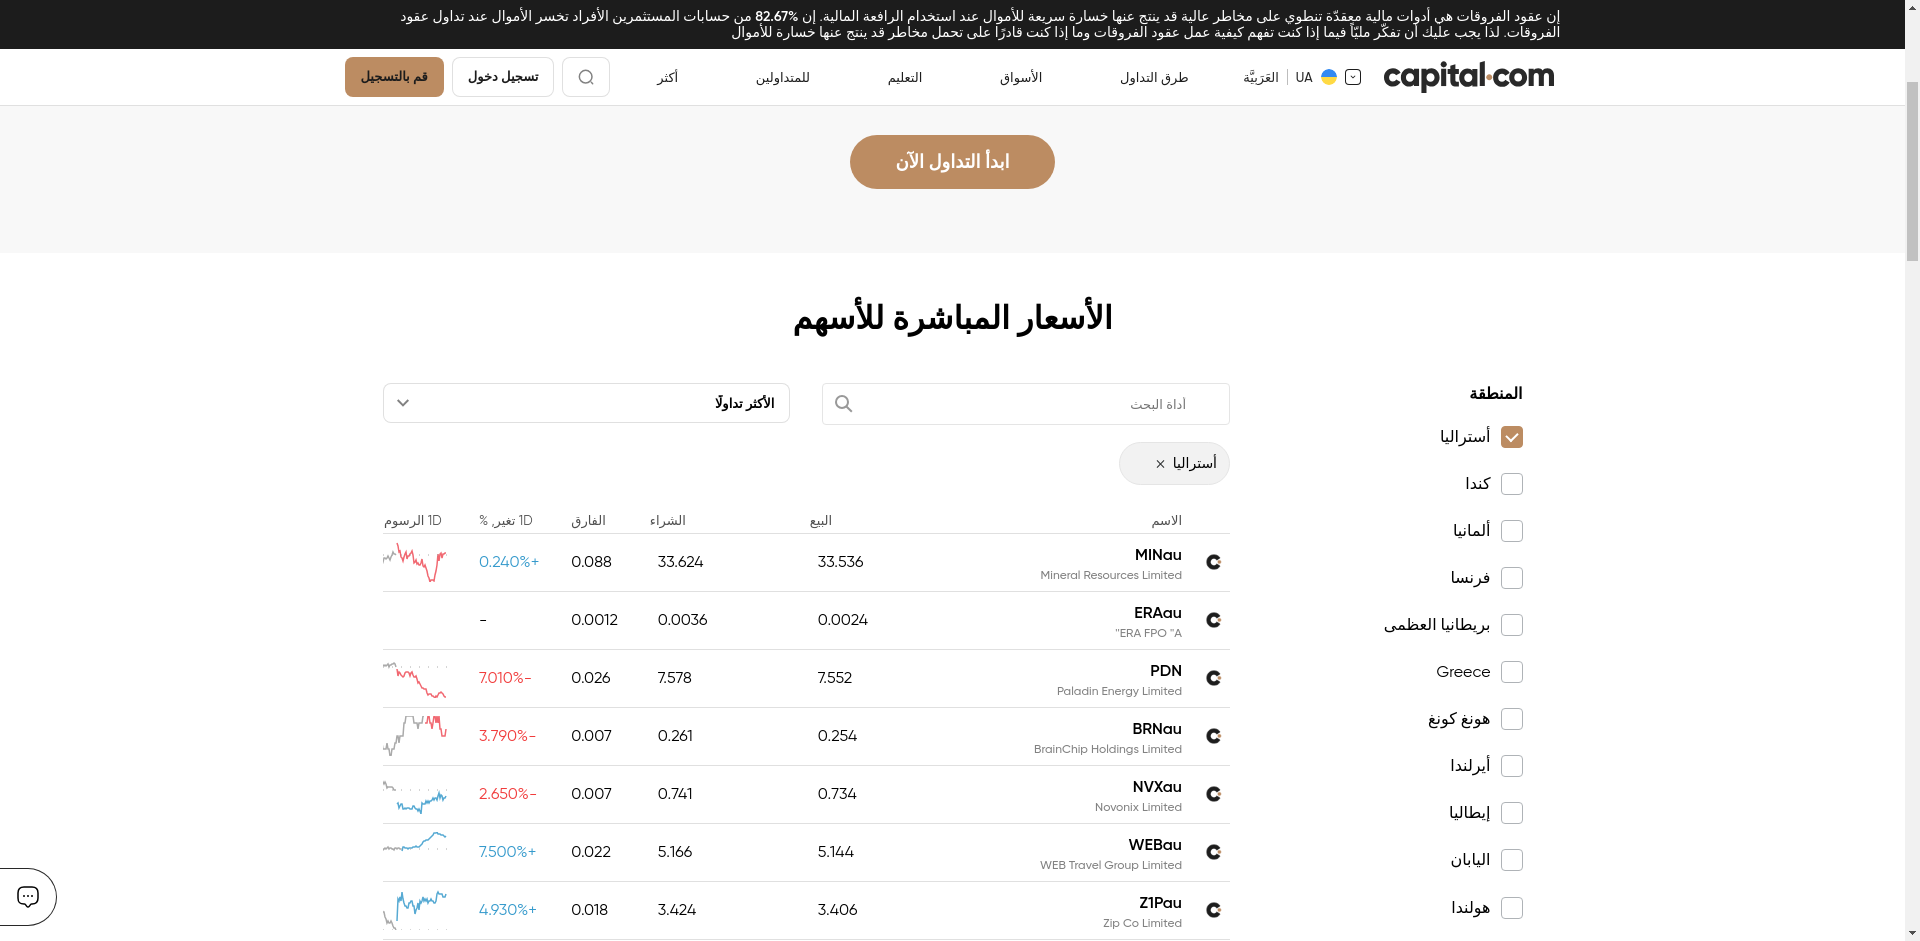 إن عقود الفروقات هي أدوات مالية معقدّة تنطوي على مخاطر عالية قد ينتج عنها خسارة سريعة للأموال عند استخدام الرافعة المالية. إن 82.67% من حسابات المستثمرين الأفراد تخسر الأموال عند تداول عقود
الفروقات. لذا يجب عليك أن تفكّر مليّاً فيما إذا كنت تفهم كيفية عمل عقود الفروقات وما إذا كنت قادرًا على تحمل مخاطر قد ينتج عنها خسارة للأموال
capital.com
UA العَرَبِيَّة
طرق التداول
الأسواق
التعليم
للمتداولين
أكثر
تسجيل دخول
قم بالتسجيل
ابدأ التداول الآن
الأسعار المباشرة للأسهم
المنطقة
أستراليا
كندا
ألمانيا
فرنسا
بريطانيا العظمى
Greece
هونغ كونغ
أيرلندا
إيطاليا
اليابان
هولندا
أداة البحث
الأكثر تداولًا
أستراليا ×
الاسم البيع الشراء الفارق 1D تغير, % 1D الرسوم
MINau 33.536 33.624 0.088 0.240%+
Mineral Resources Limited
ERAau 0.0024 0.0036 0.0012 -
"ERA FPO "A
PDN 7.552 7.578 0.026 7.010%-
Paladin Energy Limited
BRNau 0.254 0.261 0.007 3.790%-
BrainChip Holdings Limited
NVXau 0.734 0.741 0.007 2.650%-
Novonix Limited
WEBau 5.144 5.166 0.022 7.500%+
WEB Travel Group Limited
Z1Pau 3.406 3.424 0.018 4.930%+
Zip Co Limited